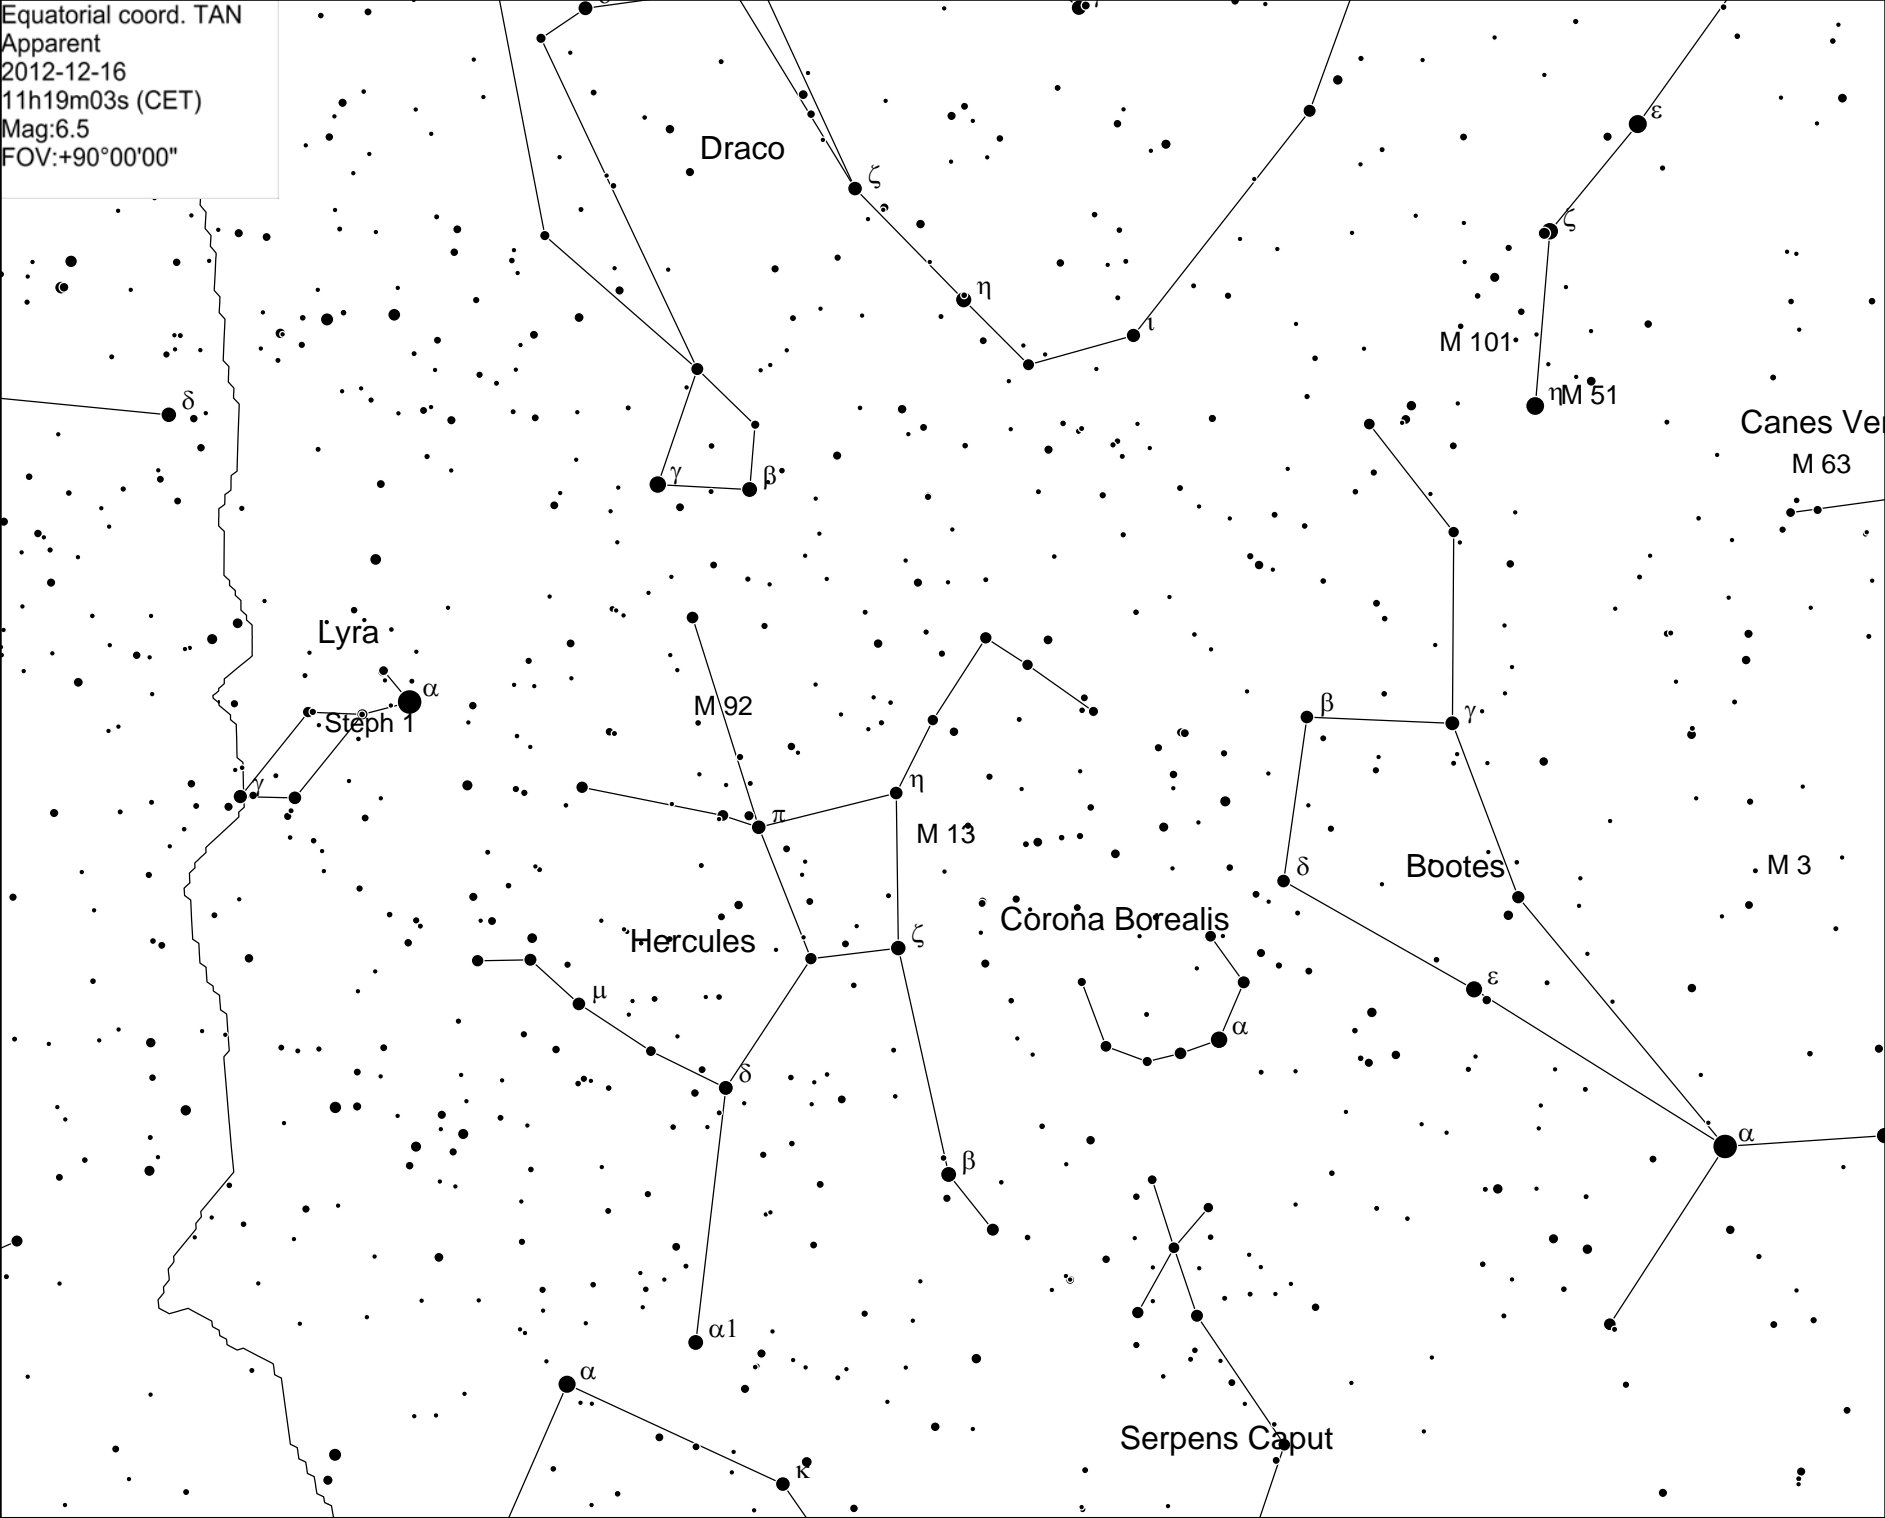 Equatorial coord. TAN
Apparent
2012-12-16
11h19m03s (CET)
Mag:6.5
FOV:+90°00'00"
ε
Draco
ζ
ζ
η
ι
M 101
η M 51
δ
Canes Ve
γ
β
M 63
Lyra
α
M 92
β
γ
Steph 1
γ
η
π
M 13
δ
Bootes
M 3
Corona Borealis
Hercules
ζ
μ
ε
α
δ
α
β
α1
α
Serpens Caput
κ